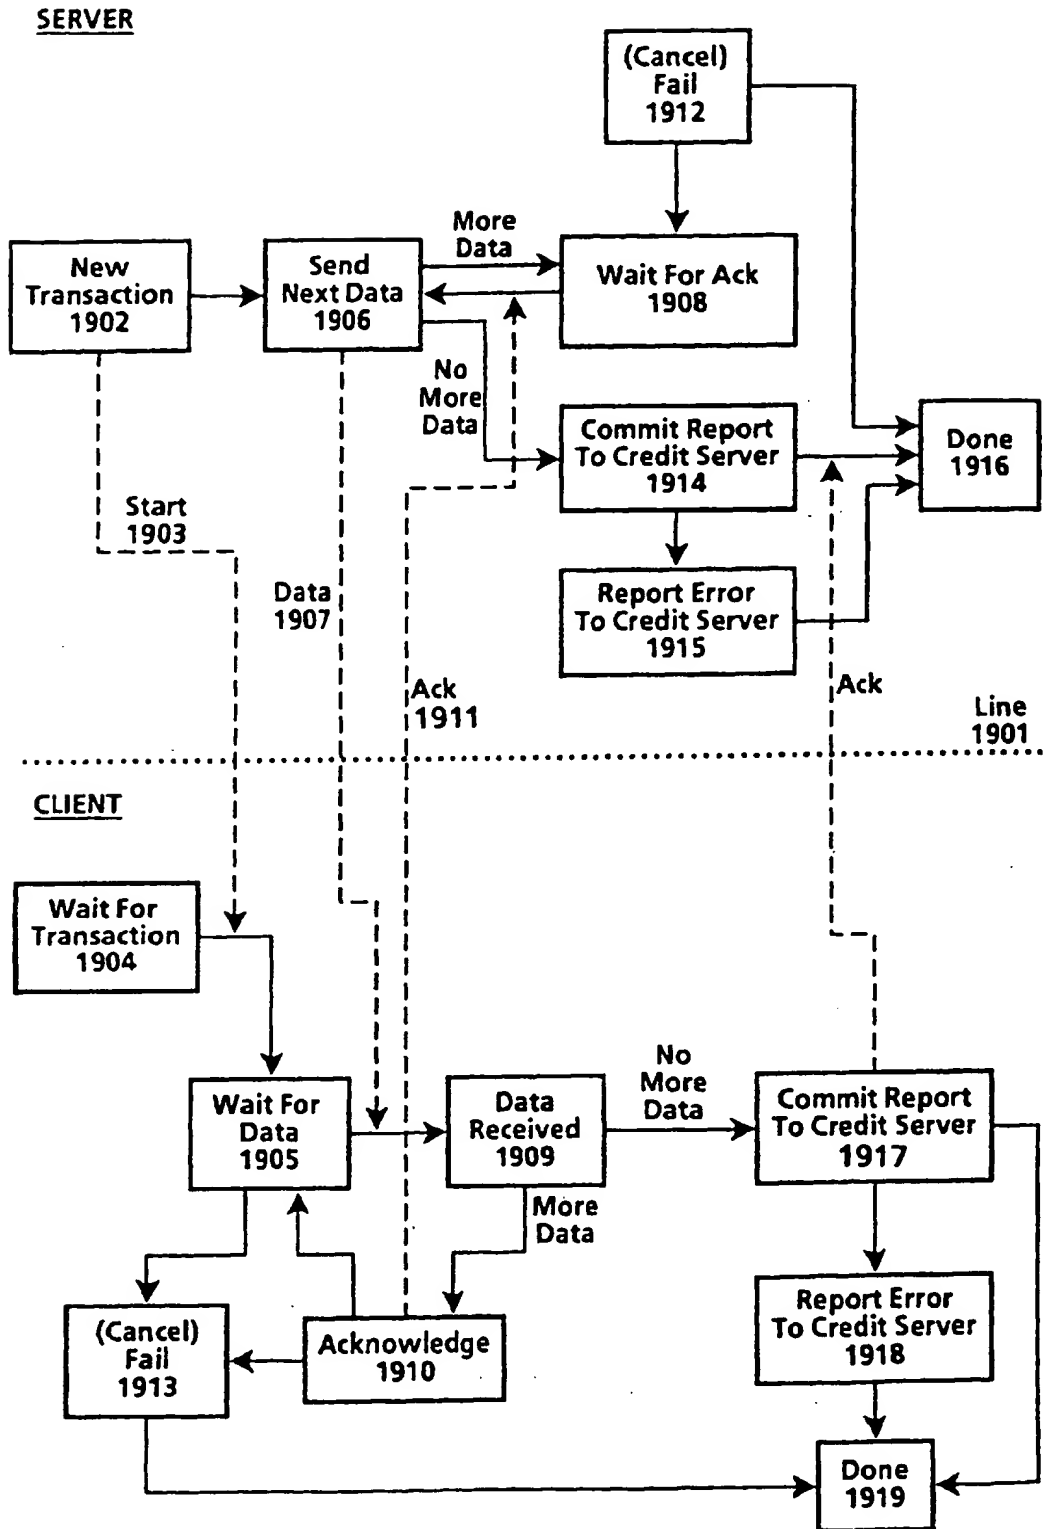 SERVER
(Cancel)
Fail
1912
More
Data
New
Transaction
1902
Send
Next Data
1906
Wait For Ack
1908
No
More
Data
Commit Report
To Credit Server
1914
Done
1916
Start
1903
Data
1907
Report Error
To Credit Server
1915
Ack
1911
Ack
Line
1901
CLIENT
Wait For
Transaction
1904
Wait For
Data
1905
Data
Received
1909
No
More
Data
Commit Report
To Credit Server
1917
More
Data
(Cancel)
Fail
1913
Acknowledge
1910
Report Error
To Credit Server
1918
Done
1919